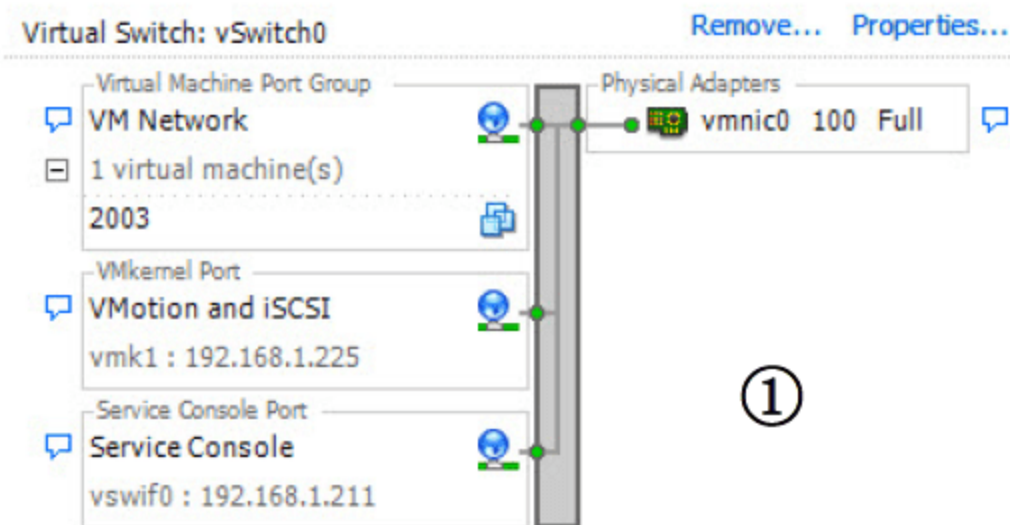 Virtual Switch: vSwitch0 Remove... Properties...
Virtual Machine Port Group
VM Network
1 virtual machine(s)
2003
Physical Adapters
vmnic0 100 Full
VMkernel Port
VMotion and iSCSI
vmk1 : 192.168.1.225
Service Console Port
Service Console
vswif0 : 192.168.1.211
①